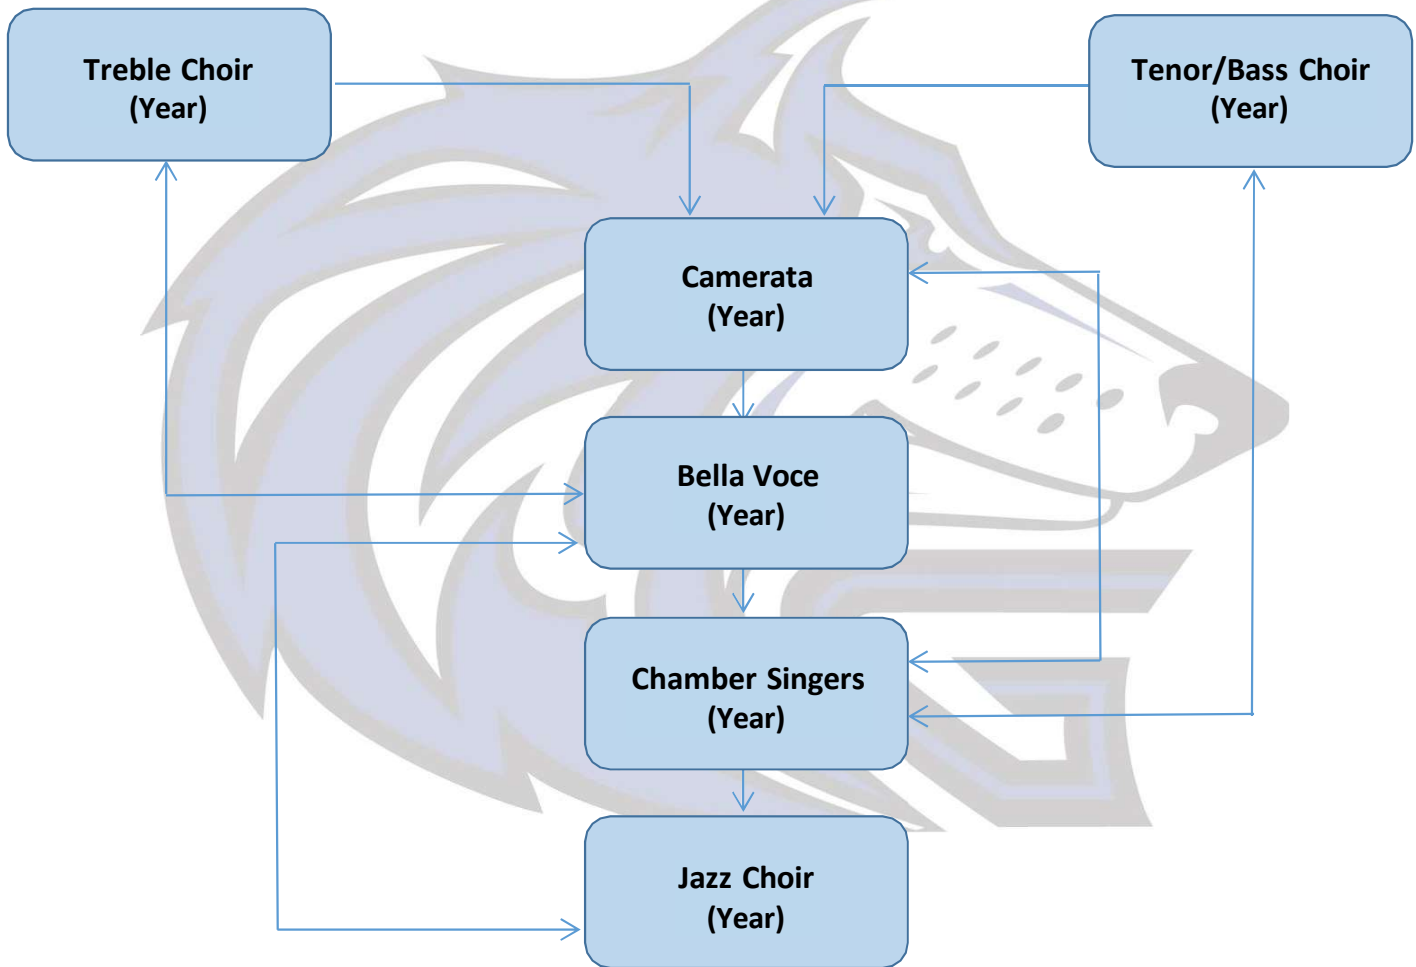 Treble Choir
(Year)
Tenor/Bass Choir
(Year)
Camerata
(Year)
Bella Voce
(Year)
Chamber Singers
(Year)
Jazz Choir
(Year)